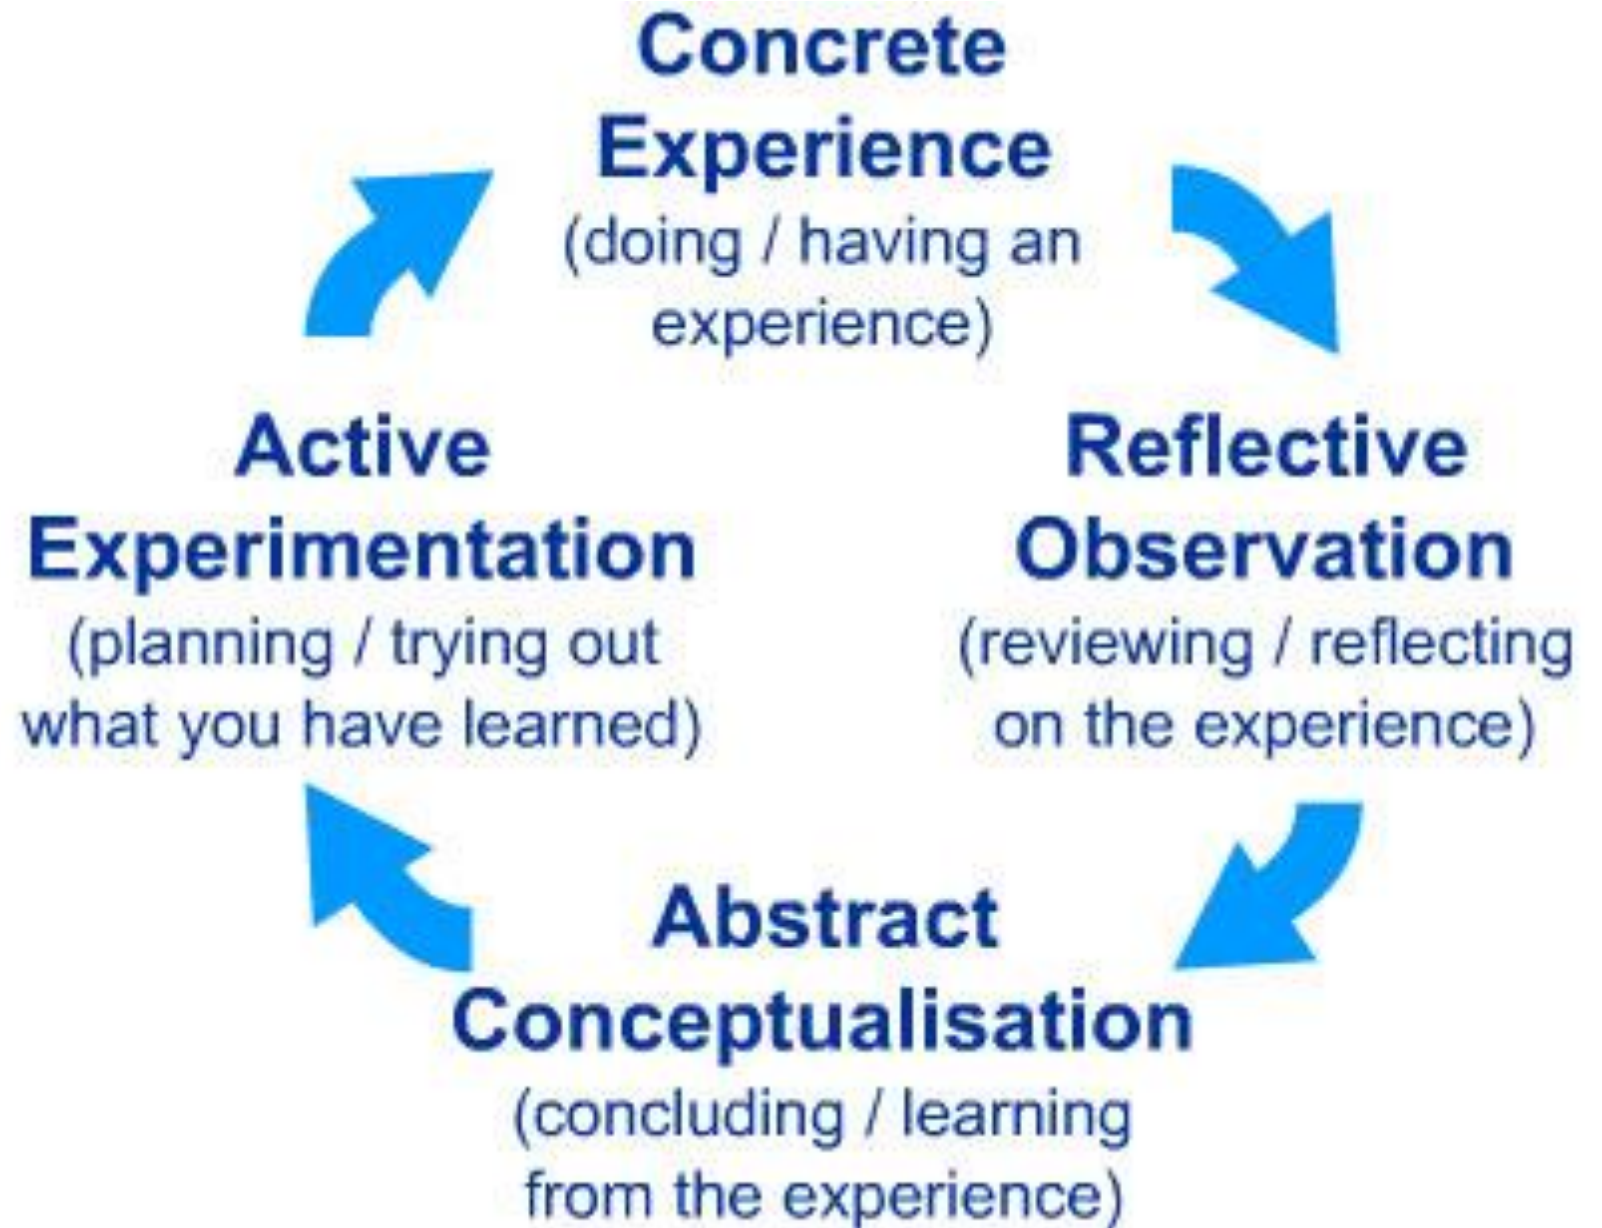 Concrete
Experience
(doing / having an
experience)
Reflective
Observation
(reviewing / reflecting
on the experience)
Abstract
Conceptualisation
(concluding / learning
from the experience)
Active
Experimentation
(planning / trying out
what you have learned)